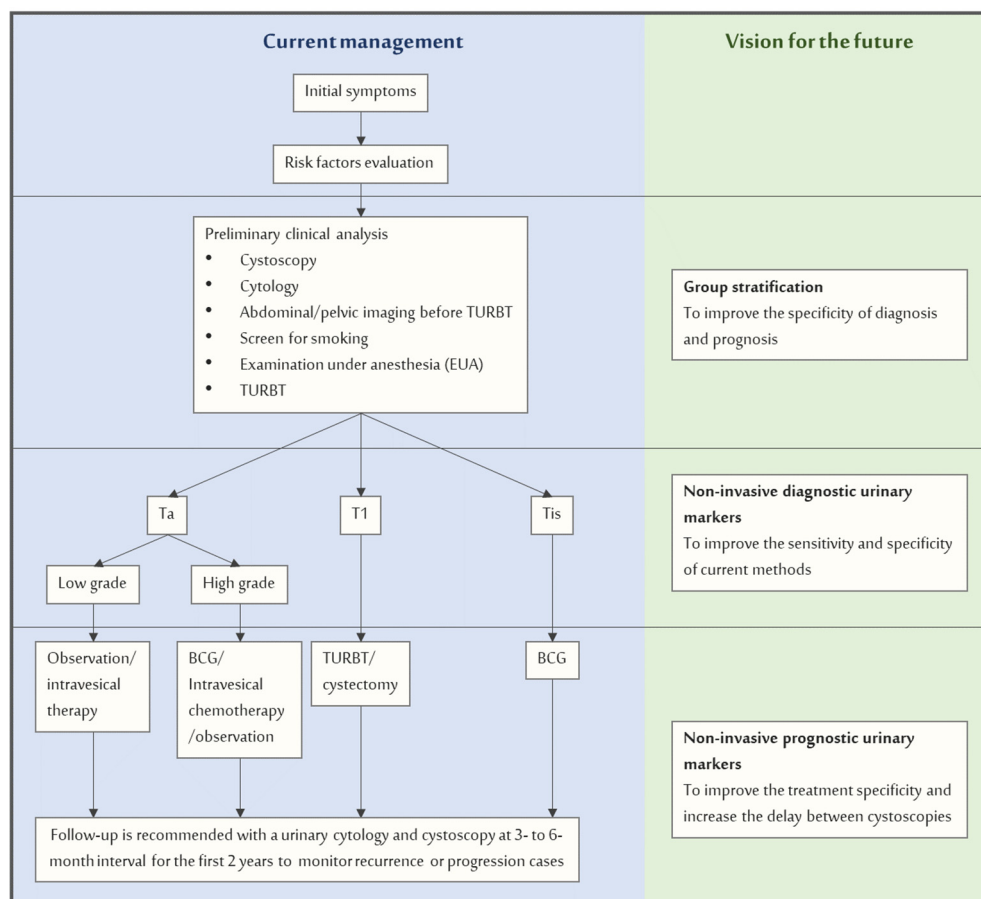 Current management
Vision for the future
Initial symptoms
Risk factors evaluation
Preliminary clinical analysis
• Cystoscopy
• Cytology
• Abdominal/pelvic imaging before TURBT
• Screen for smoking
• Examination under anesthesia (EUA)
• TURBT
Group stratification
To improve the specificity of diagnosis
and prognosis
Ta
T1
Tis
Low grade
High grade
Non-invasive diagnostic urinary
markers
To improve the sensitivity and specificity
of current methods
Observation/
intravesical
therapy
BCG/
Intravesical
chemotherapy
/observation
TURBT/
cystectomy
BCG
Non-invasive prognostic urinary
markers
To improve the treatment specificity and
increase the delay between cystoscopies
Follow-up is recommended with a urinary cytology and cystoscopy at 3- to 6-
month interval for the first 2 years to monitor recurrence or progression cases